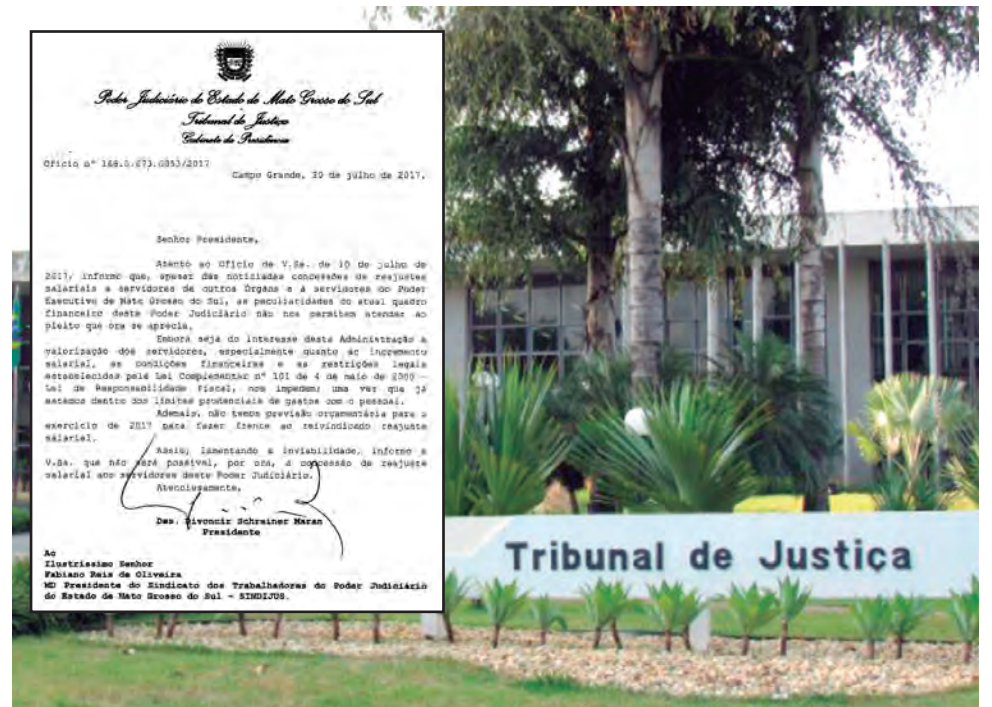 Poder Judiciário do Estado de Mato Grosso do Sul
Tribunal de Justiça
Gabinete da Presidência
Ofício nº 168.0.073.0053/2017
Campo Grande, 30 de julho de 2017.
Senhor Presidente,
Atento ao Ofício de V.Sa. de 10 de julho de
2017, informo que, apesar das noticiadas concessões de reajustes
salariais a servidores de outros Órgãos e a servidores do Poder
Executivo de Mato Grosso do Sul, as peculiaridades do atual quadro
financeiro deste Poder Judiciário não nos permitem atender ao
pleito que ora se aprecia.
Embora seja do interesse desta Administração a
valorização dos servidores, especialmente quanto ao incremento
salarial, as condições financeiras e as restrições legais
estabelecidas pela Lei Complementar nº 101 de 4 de maio de 2000 -
Lei de Responsabilidade Fiscal, nos impedem, uma vez que já
estamos dentro dos limites prudenciais de gastos com o pessoal.
Ademais, não temos previsão orçamentária para o
exercício de 2017 para fazer frente ao reivindicado reajuste
salarial.
Assim, lamentando a inviabilidade, informo a
V.Sa. que não será possível, por ora, a concessão de reajuste
salarial aos servidores deste Poder Judiciário.
Atenciosamente,
Des. Divoncir Schreiner Maran
Presidente
Ao
Ilustríssimo Senhor
Fabiano Reis de Oliveira
MD Presidente do Sindicato dos Trabalhadores do Poder Judiciário
do Estado de Mato Grosso do Sul - SINDIJUS.
Tribunal de Justiça